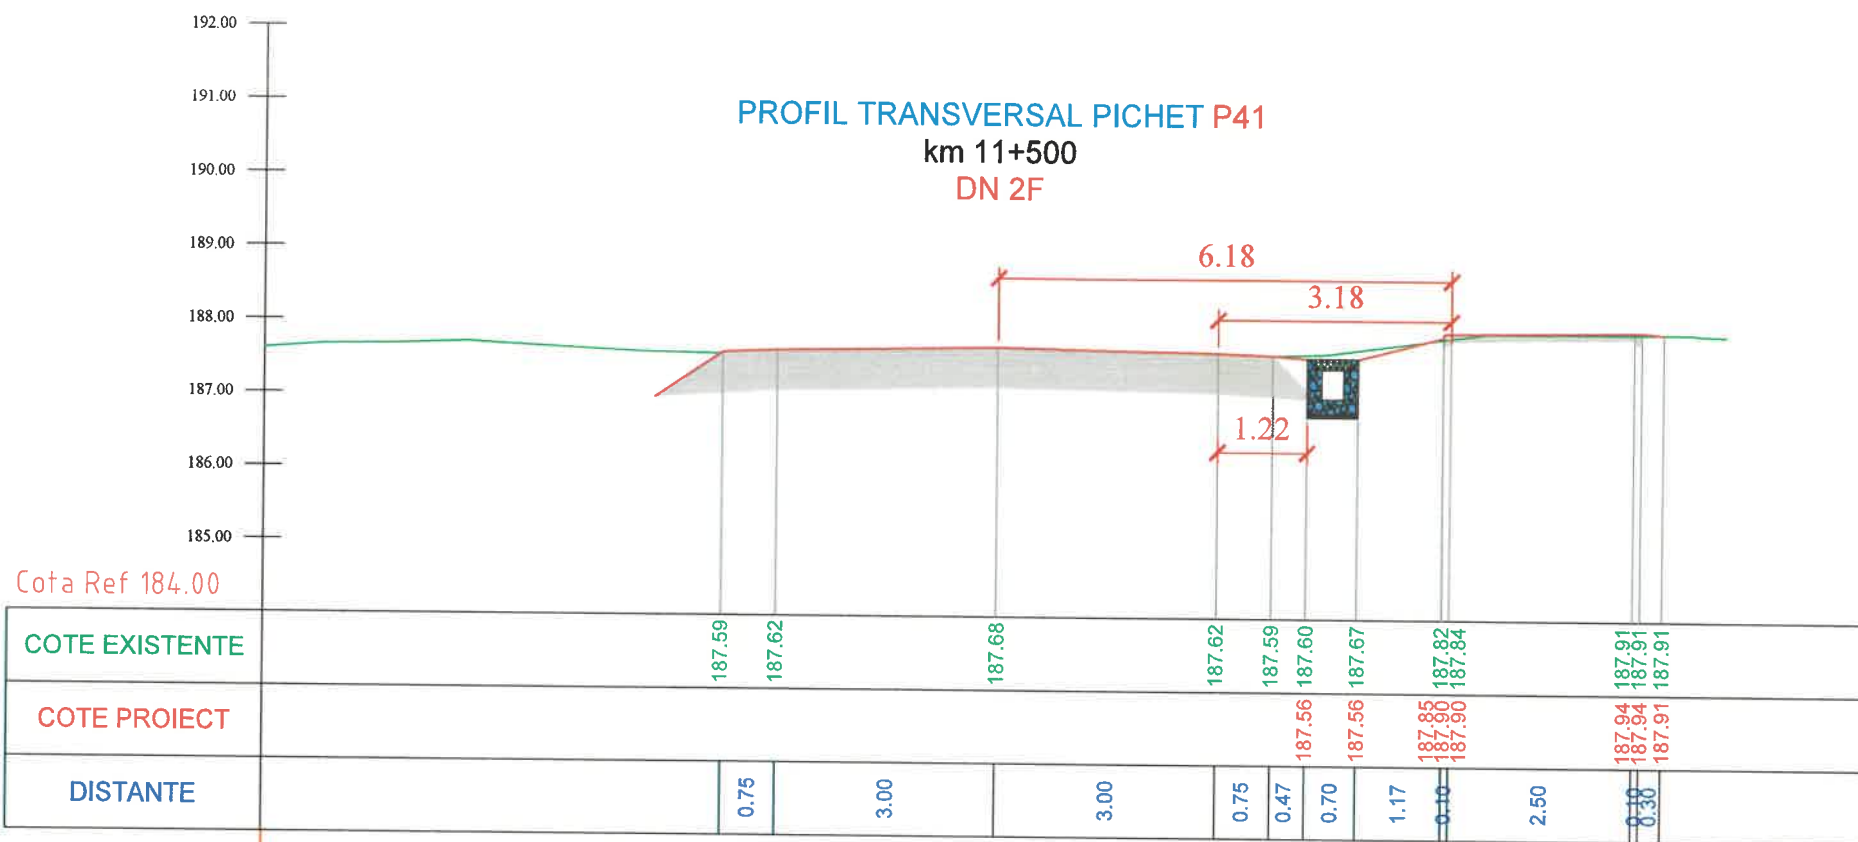 192.00
191.00
190.00
189.00
188.00
187.00
186.00
185.00
PROFIL TRANSVERSAL PICHET P41
km 11+500
DN 2F
6.18
3.18
1.22
Cota Ref 184.00
COTE EXISTENTE 187.59 187.62 187.68 187.62 187.59 187.60 187.67 187.82 187.84 187.91 187.91 187.91
COTE PROIECT 187.56 187.56 187.85 187.90 187.90 187.94 187.94 187.91
DISTANTE 0.75 3.00 3.00 0.75 0.47 0.70 1.17 0.10 2.50 0.10 0.30